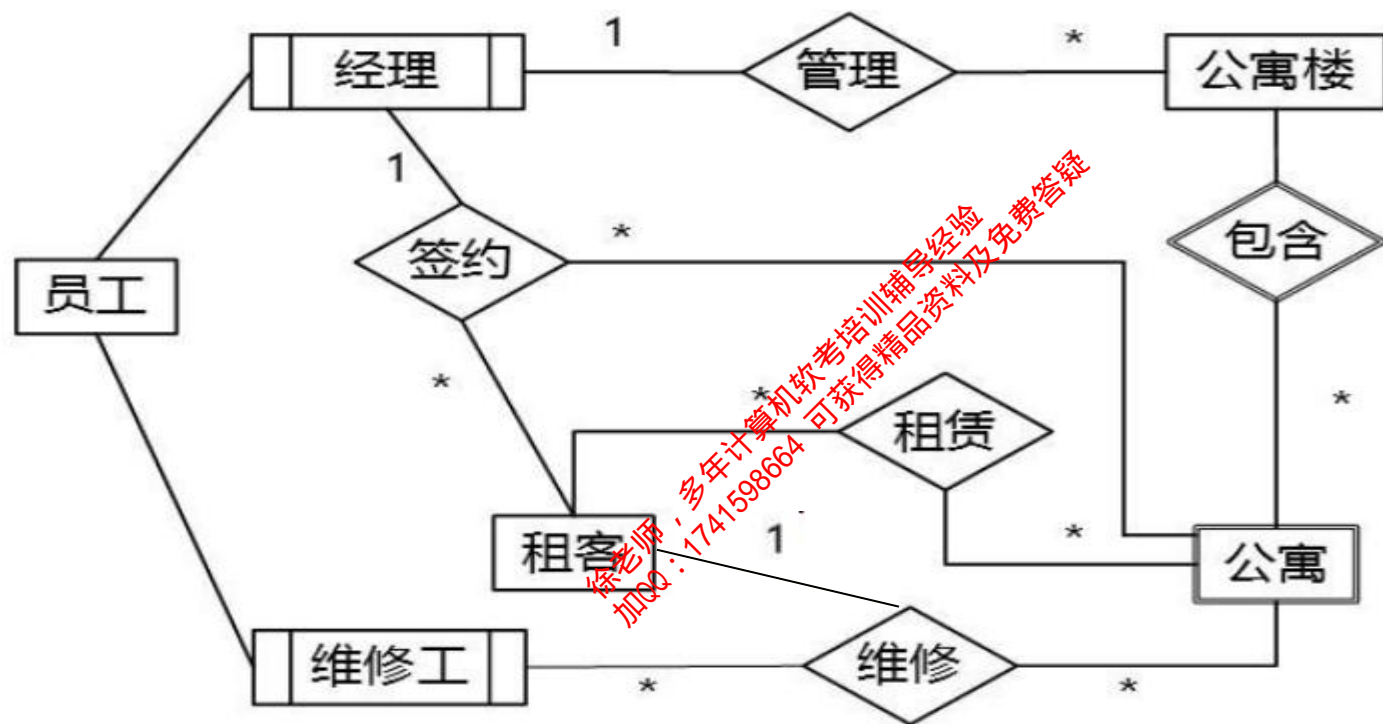 1
*
经理
管理
公寓楼
1
签约
*
包含
员工
*
*
租赁
*
租客
1
*
公寓
维修工
*
维修
*
徐老师，多年计算机软考培训辅导经验
加QQ：1741598664 可获得精品资料及免费答疑